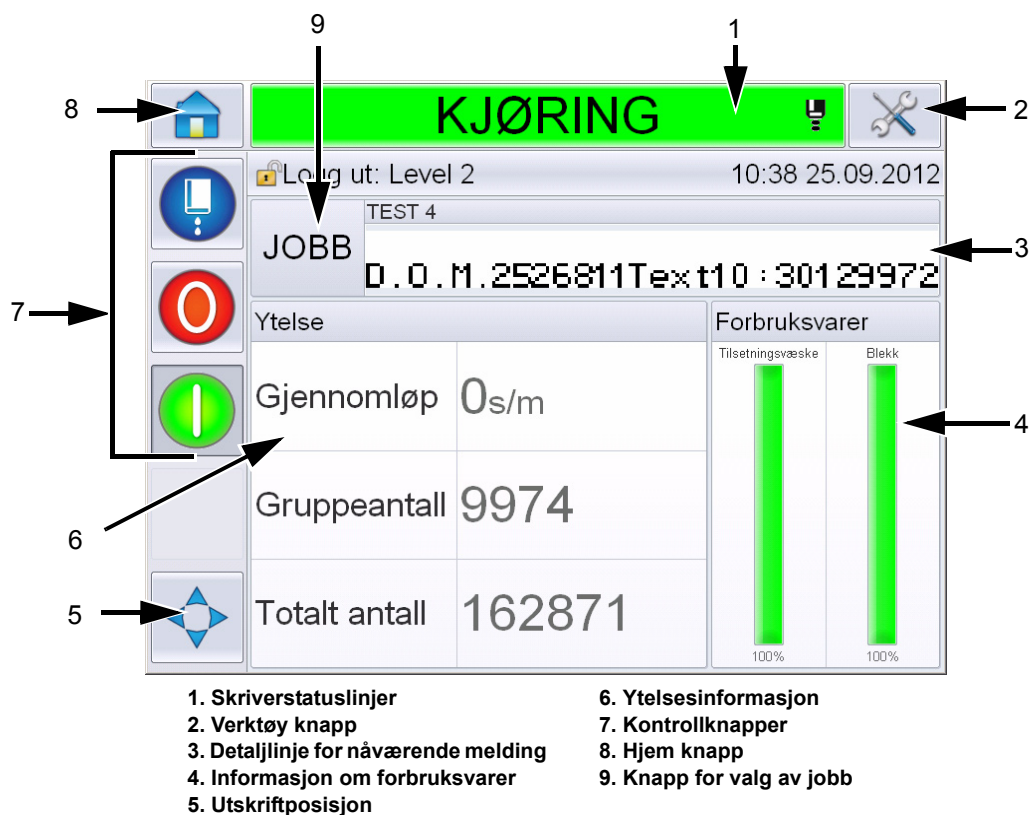 9
1
8
KJØRING
2
Logg ut: Level 2
10:38 25.09.2012
TEST 4
JOBB
D.O.M.2526811Text10:30129972
3
7
Ytelse
Forbruksvarer
Tilsetningsvæske
Blekk
Gjennomløp
0s/m
4
Gruppeantall
9974
6
5
Totalt antall
162871
100%
100%
1. Skriverstatuslinjer
2. Verktøy knapp
3. Detaljlinje for nåværende melding
4. Informasjon om forbruksvarer
5. Utskriftposisjon
6. Ytelsesinformasjon
7. Kontrollknapper
8. Hjem knapp
9. Knapp for valg av jobb